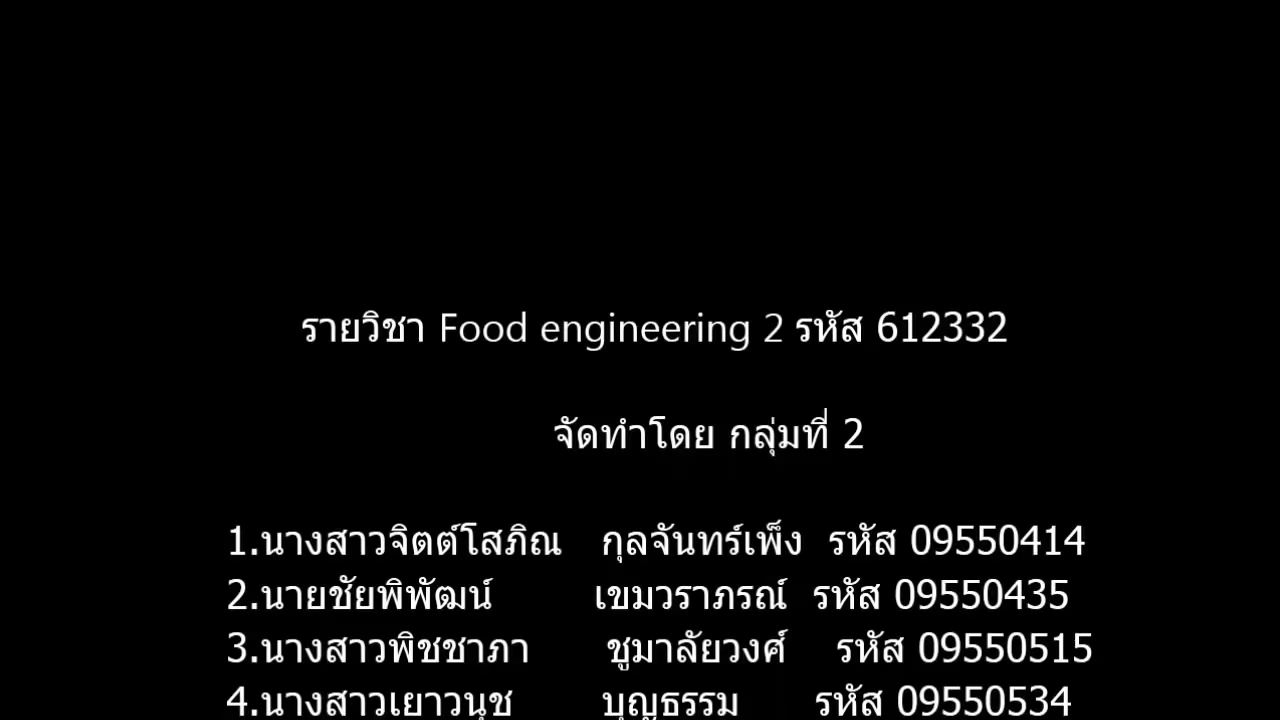 รายวิชา Food engineering 2 รหัส 612332
จัดทำโดย กลุ่มที่ 2
1.นางสาวจิตต์โสภิณ กุลจันทร์เพ็ง รหัส 09550414
2.นายชัยพิพัฒน์ เขมวราภรณ์ รหัส 09550435
3.นางสาวพิชชาภา ชูมาลัยวงศ์ รหัส 09550515
4.นางสาวเยาวนุช บุญธรรม รหัส 09550534